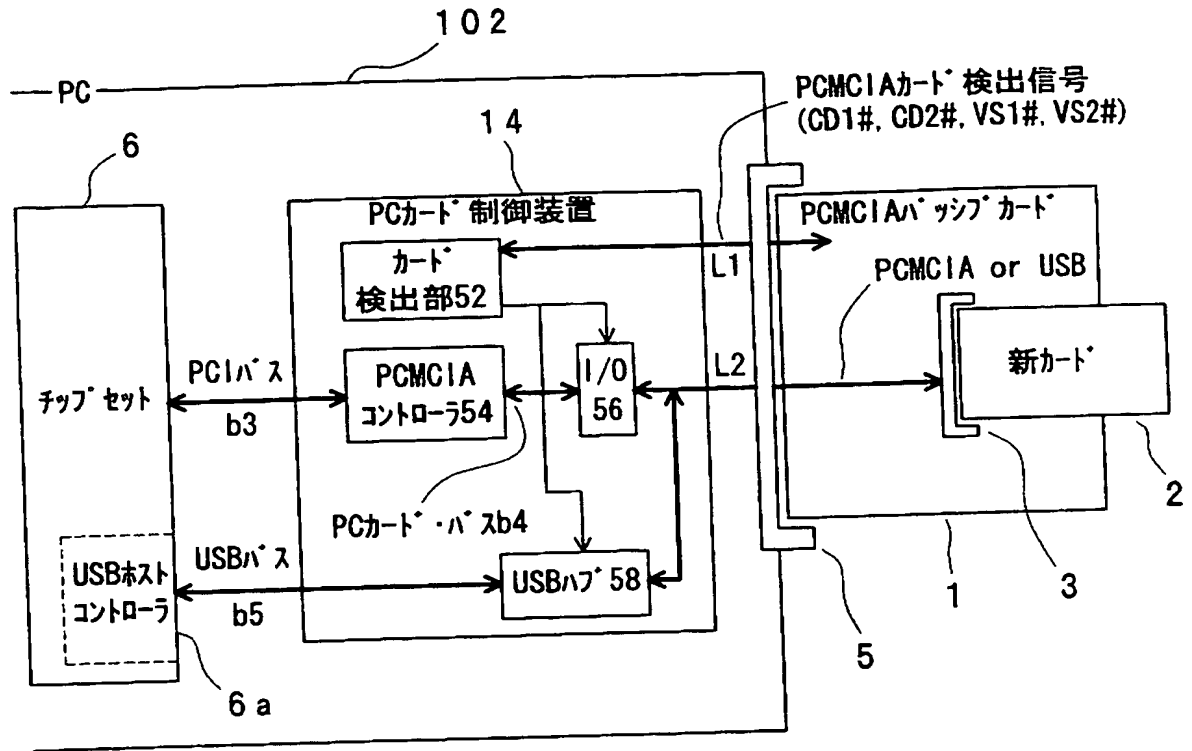 102
PC
PCMCIAカード検出信号
(CD1#, CD2#, VS1#, VS2#)
6
14
PCカード制御装置
PCMCIAパッシブカード
カード
検出部52
L1
PCMCIA or USB
PCIバス
b3
チップセット
PCMCIA
コントローラ54
I/O
56
L2
新カード
PCカード・バスb4
2
USBホスト
コントローラ
USBバス
b5
USBハブ58
5
1
3
6a